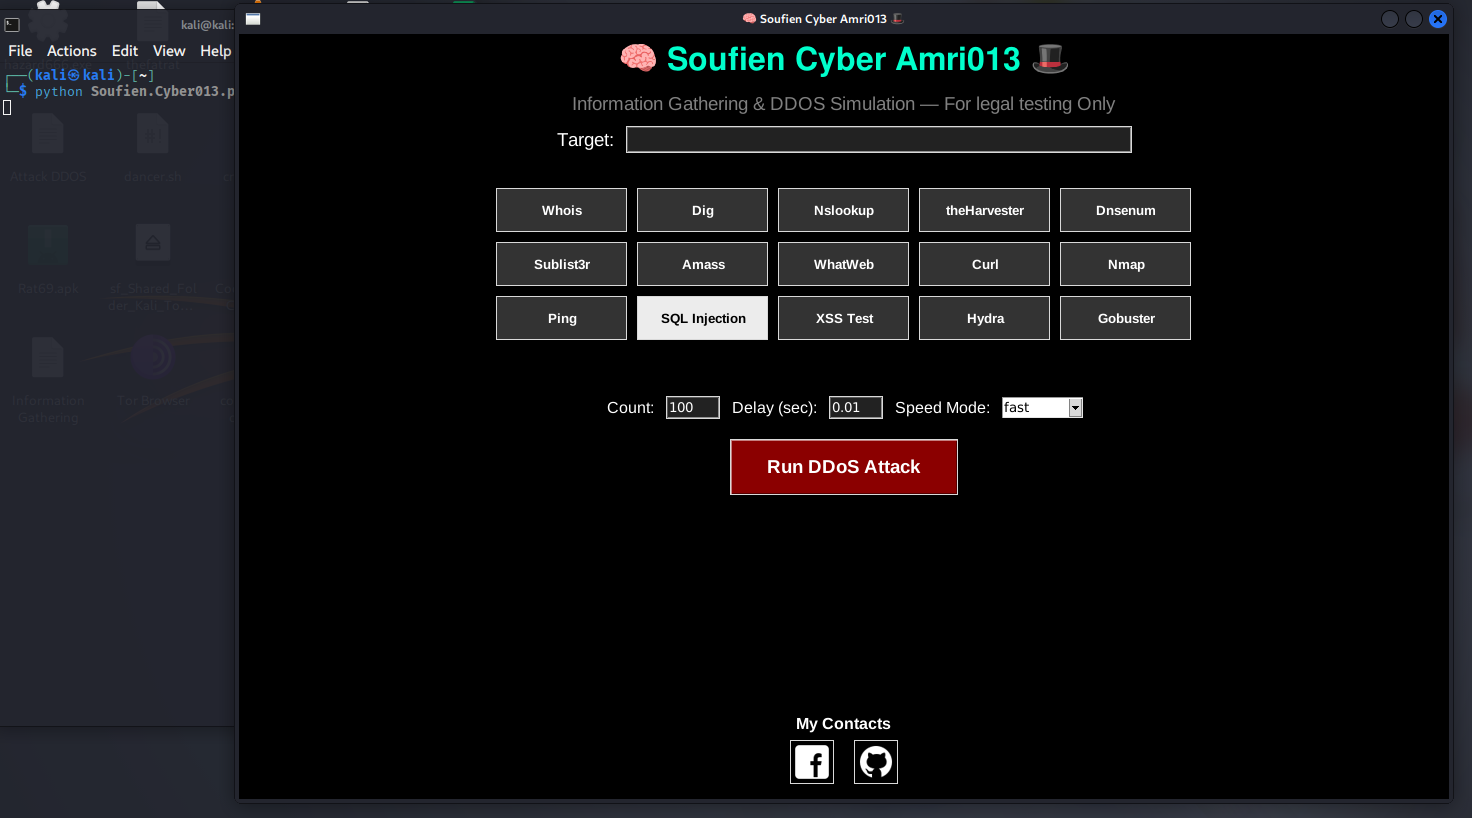 🧠 Soufien Cyber Amri013 🎩
kali@kali:
File Actions Edit View Help
(kali㉿kali)-[~]
$ python Soufien.Cyber013.p
Attack DDOS
dancer.sh
Rat69.apk
sf_Shared_Fol
der_Kali_To...
Information
Gathering
Tor Browser
🧠 Soufien Cyber Amri013 🎩
Information Gathering & DDOS Simulation — For legal testing Only
Target:
Whois Dig Nslookup theHarvester Dnsenum
Sublist3r Amass WhatWeb Curl Nmap
Ping SQL Injection XSS Test Hydra Gobuster
Count: 100 Delay (sec): 0.01 Speed Mode: fast
Run DDoS Attack
My Contacts